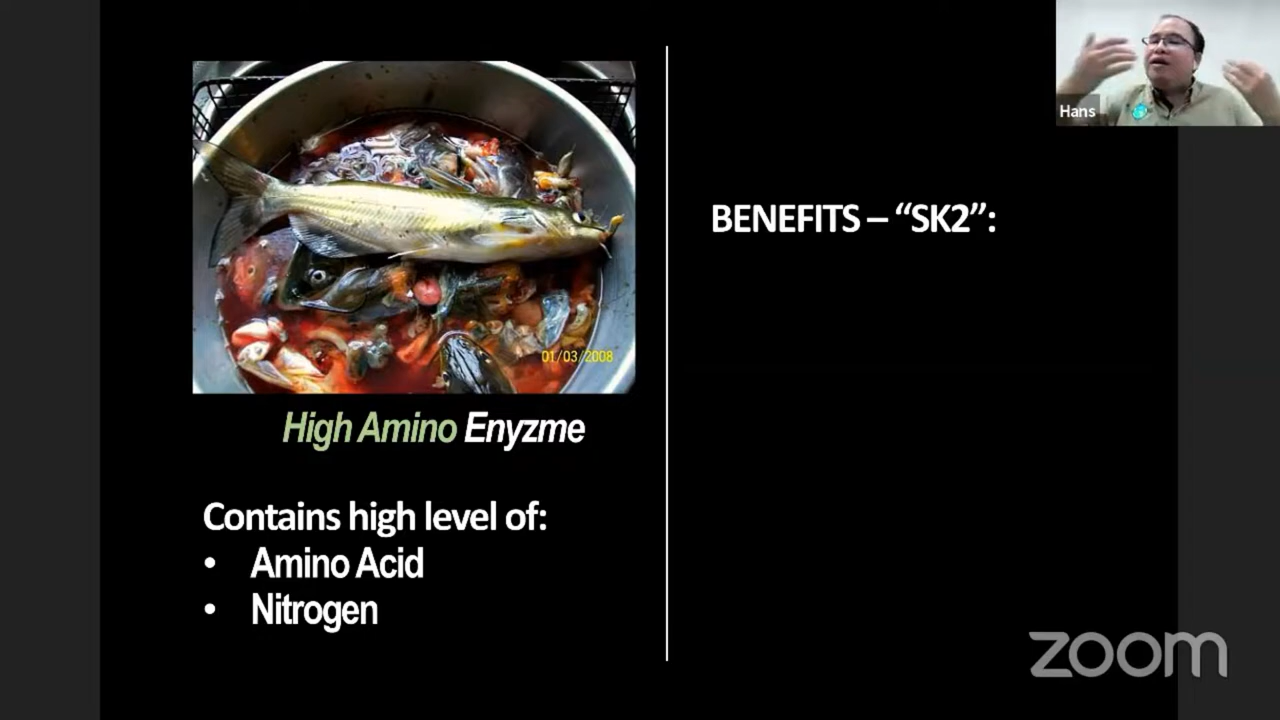 Hans
01/03/2008
High Amino Enyzme
Contains high level of:
• Amino Acid
• Nitrogen
BENEFITS – “SK2”:
zoom